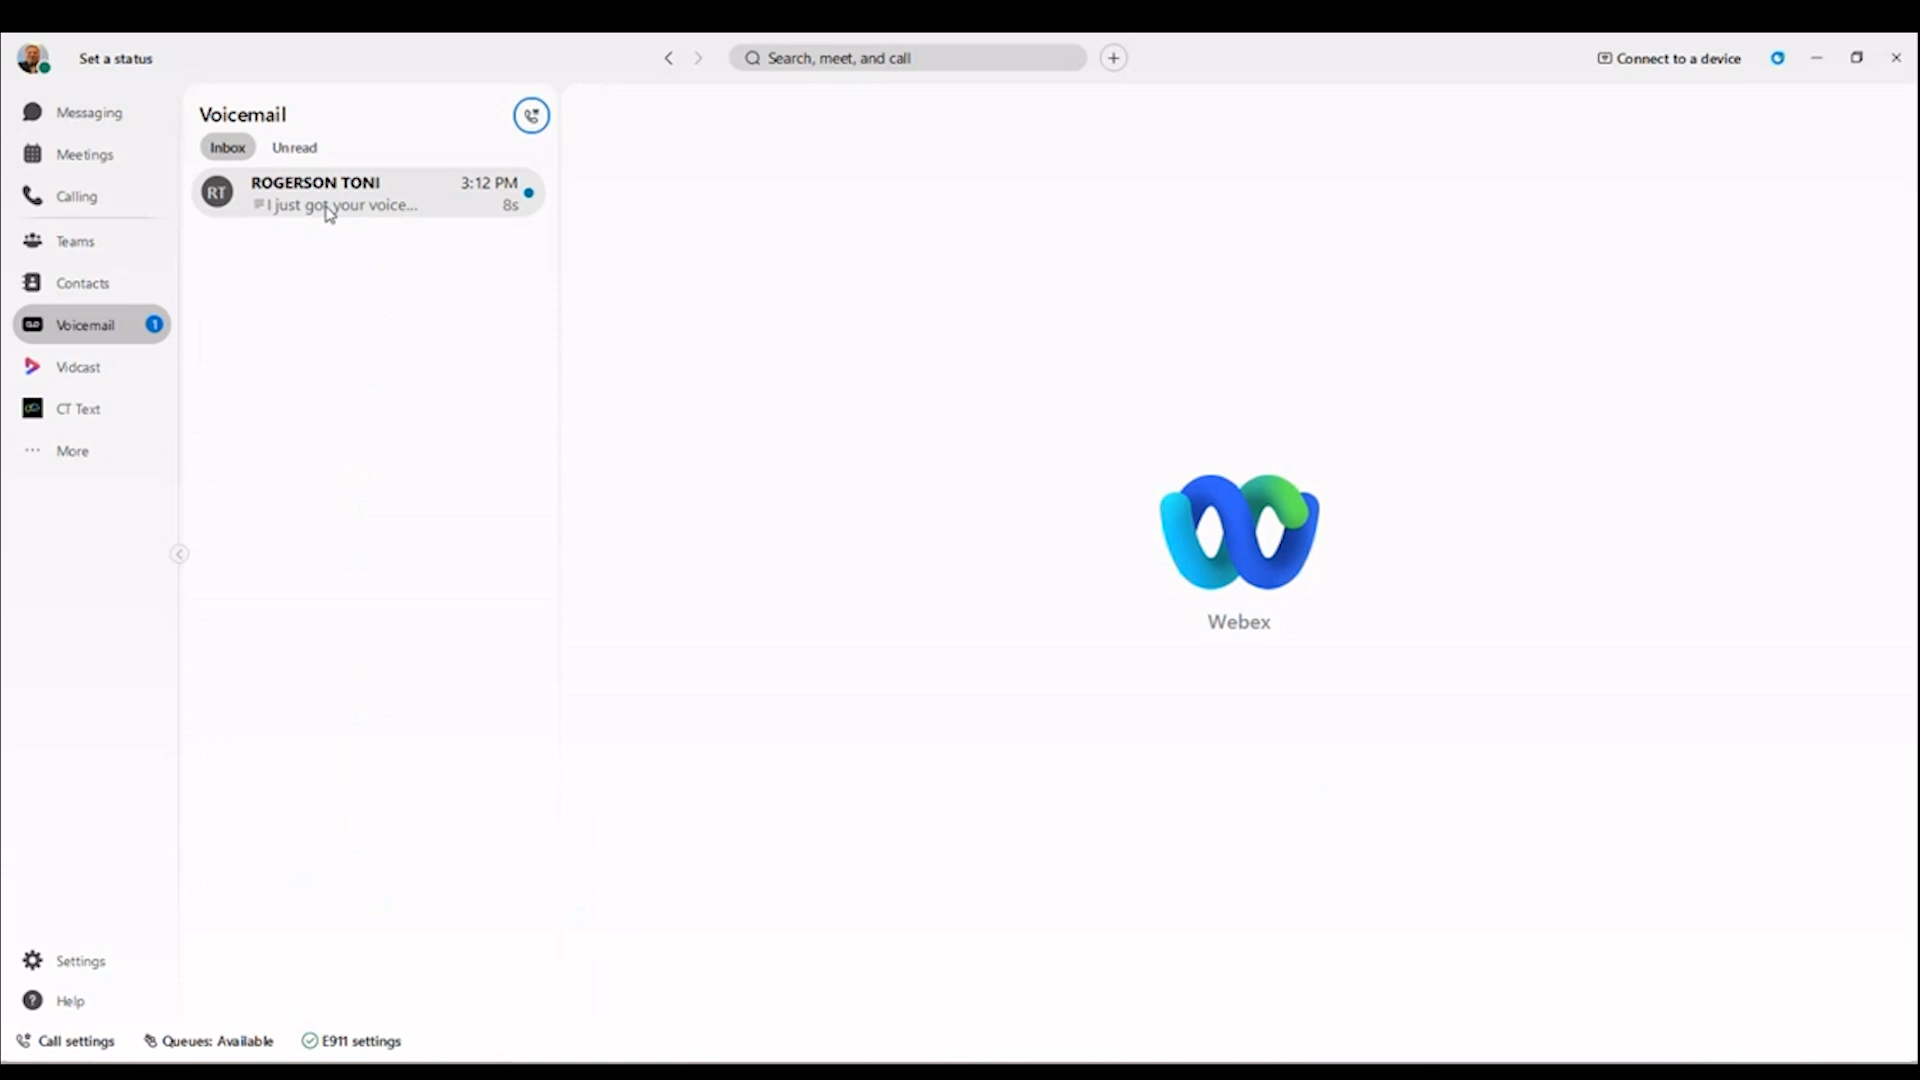 Set a status
Search, meet, and call
Connect to a device
Messaging
Meetings
Calling
Teams
Contacts
Voicemail 1
Vidcast
CT Text
More
Voicemail
Inbox Unread
RT
ROGERSON TONI 3:12 PM
I just got your voice... 8s
Webex
Settings
Help
Call settings Queues: Available E911 settings